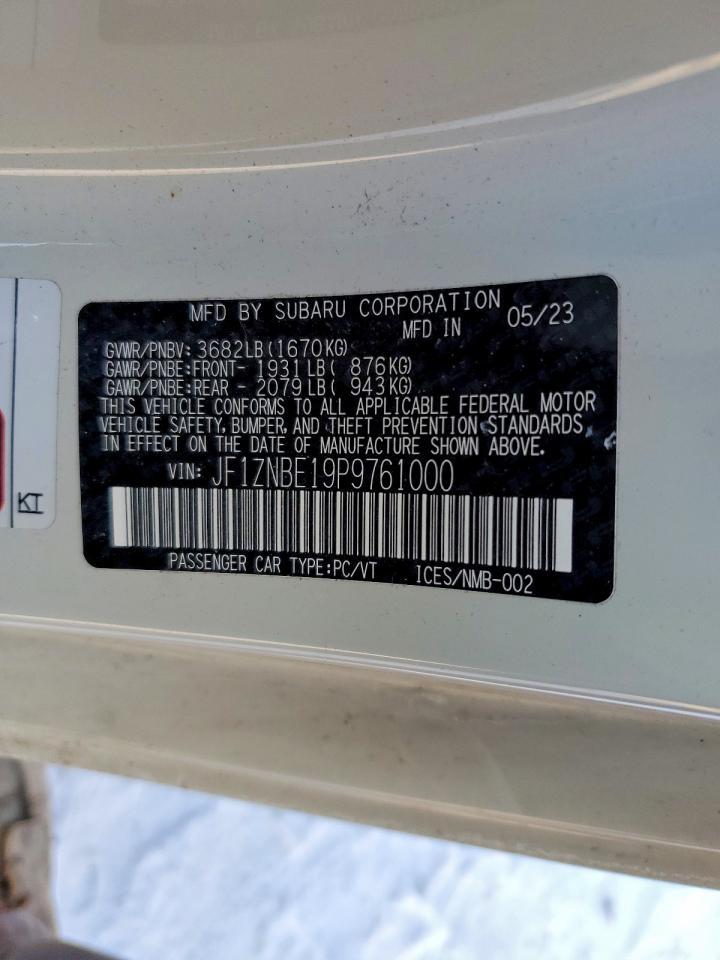 MFD BY SUBARU CORPORATION
MFD IN 05/23
GVWR/PNBV: 3682LB(1670KG)
GAWR/PNBE:FRONT- 1931LB( 876KG)
GAWR/PNBE:REAR - 2079LB( 943KG)
THIS VEHICLE CONFORMS TO ALL APPLICABLE FEDERAL MOTOR
VEHICLE SAFETY, BUMPER, AND THEFT PREVENTION STANDARDS
IN EFFECT ON THE DATE OF MANUFACTURE SHOWN ABOVE.
VIN: JF1ZNBE19P9761000
PASSENGER CAR TYPE:PC/VT ICES/NMB-002
KT